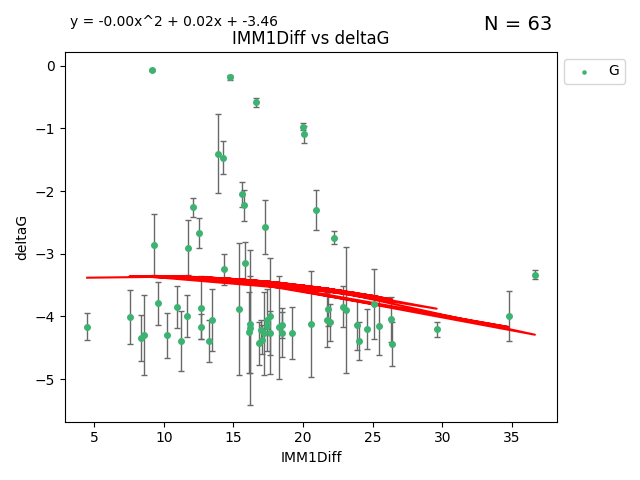 y = -0.00x^2 + 0.02x + -3.46
N = 63
IMM1Diff vs deltaG
G
deltaG
0
−1
−2
−3
−4
−5
5 10 15 20 25 30 35
IMM1Diff